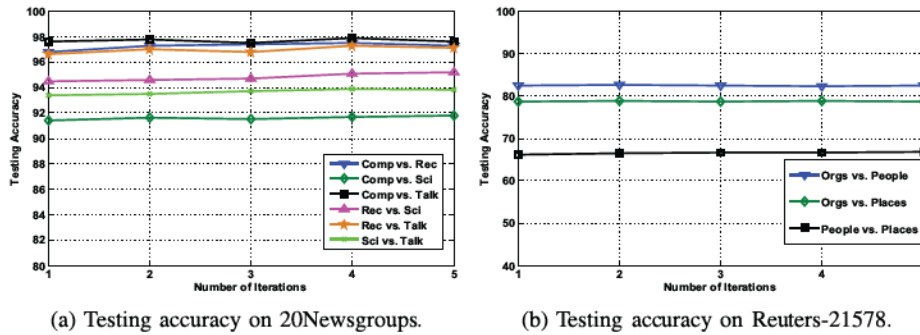 100
98
96
94
92
90
88
86
84
82
80
Testing Accuracy
1 2 3 4 5
Number of Iterations
Comp vs. Rec
Comp vs. Sci
Comp vs. Talk
Rec vs. Sci
Rec vs. Talk
Sci vs. Talk
(a) Testing accuracy on 20Newsgroups.
100
90
80
70
60
50
40
Testing Accuracy
1 2 3 4
Number of Iterations
Orgs vs. People
Orgs vs. Places
People vs. Places
(b) Testing accuracy on Reuters-21578.